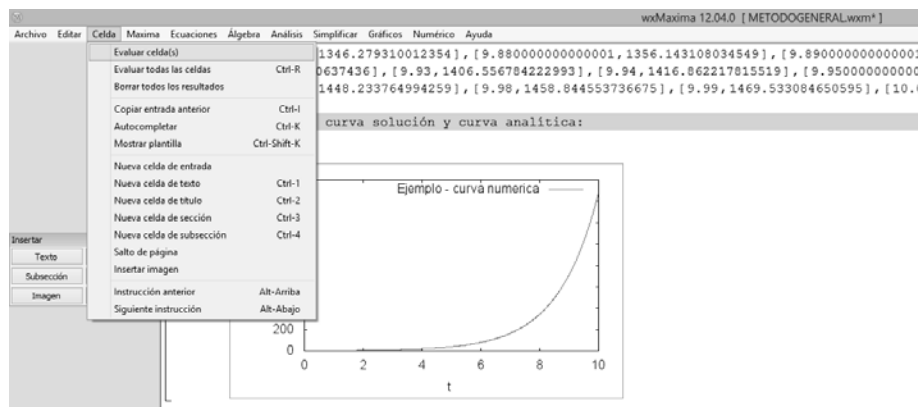 wxMaxima 12.04.0 [ METODOGENERAL.wxm* ]
Archivo Editar Celda Maxima Ecuaciones Álgebra Análisis Simplificar Gráficos Numérico Ayuda
Evaluar celda(s)
Evaluar todas las celdas Ctrl-R
Borrar todos los resultados
Copiar entrada anterior Ctrl-I
Autocompletar Ctrl-K
Mostrar plantilla Ctrl-Shift-K
Nueva celda de entrada
Nueva celda de texto Ctrl-1
Nueva celda de título Ctrl-2
Nueva celda de sección Ctrl-3
Nueva celda de subsección Ctrl-4
Salto de página
Insertar imagen
Instrucción anterior Alt-Arriba
Siguiente instrucción Alt-Abajo
Insertar
Texto
Subsección
Imagen
1346.279310012354],[9.880000000000001,1356.143108034549],[9.890000000000001
0637436],[9.93,1406.556784222993],[9.94,1416.862217815519],[9.950000000000
1448.233764994259],[9.98,1458.844553736675],[9.99,1469.533084650595],[10.0
curva solución y curva analítica:
Ejemplo - curva numerica
200
0
0 2 4 6 8 10
t